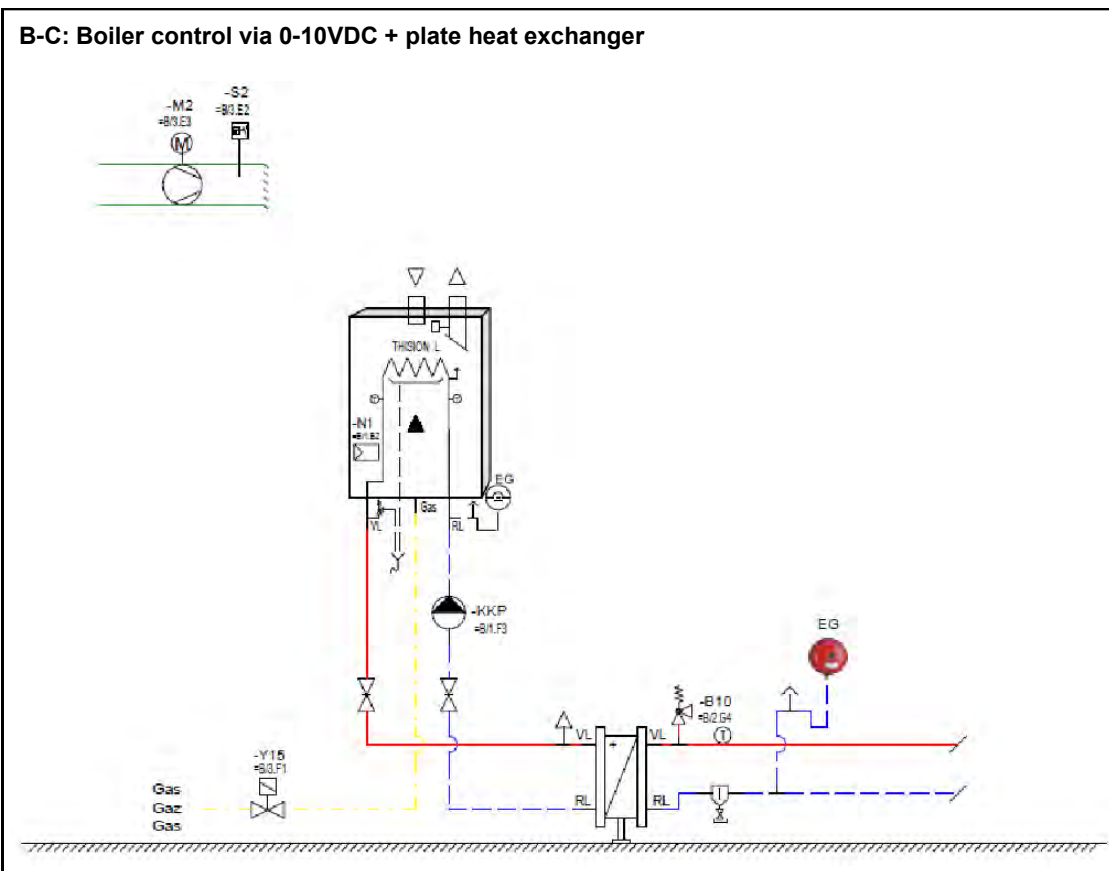 B-C: Boiler control via 0-10VDC + plate heat exchanger
-S2
=B/3.E2
-M2
=B/3.E3
M
THISION L
-N1
=B/1.B2
EG
Gas
VL
RL
-KKP
=B/1.F3
EG
-B10
=B/2.G4
T
VL
VL
-Y15
=B/3.F1
RL
RL
Gas
Gaz
Gas